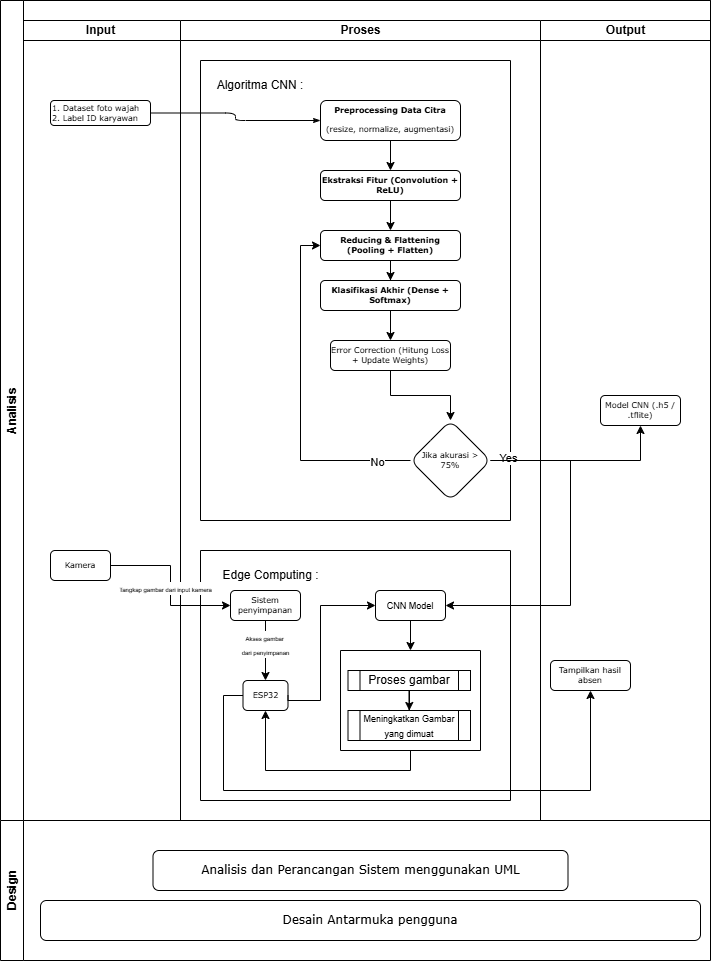 Input
Proses
Output
Analisis
Algoritma CNN :
1. Dataset foto wajah
2. Label ID karyawan
Preprocessing Data Citra
(resize, normalize, augmentasi)
Ekstraksi Fitur (Convolution +
ReLU)
Reducing & Flattening
(Pooling + Flatten)
Klasifikasi Akhir (Dense +
Softmax)
Error Correction (Hitung Loss
+ Update Weights)
Jika akurasi >
75%
No
Yes
Model CNN (.h5 /
.tflite)
Kamera
Tangkap gambar dari input kamera
Edge Computing :
Sistem
penyimpanan
CNN Model
Akses gambar
dari penyimpanan
ESP32
Proses gambar
Meningkatkan Gambar
yang dimuat
Tampilkan hasil
absen
Design
Analisis dan Perancangan Sistem menggunakan UML
Desain Antarmuka pengguna